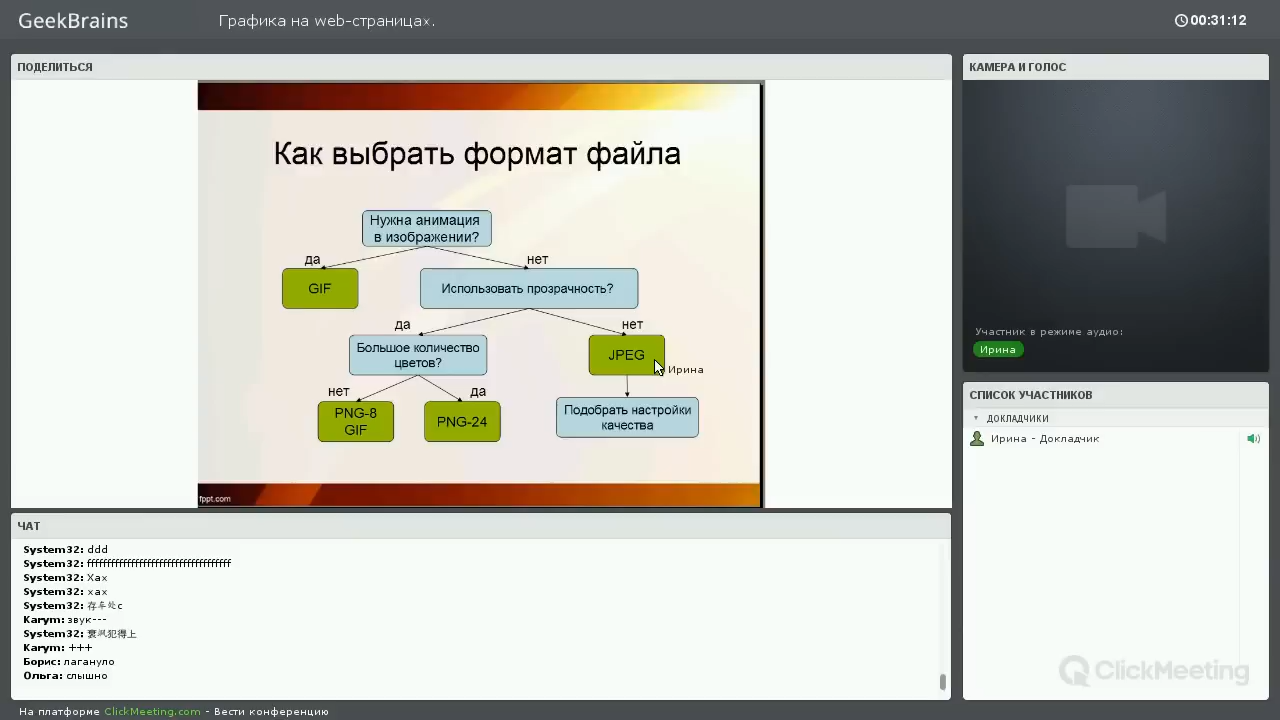 GeekBrains
Графика на web-страницах.
00:31:12
ПОДЕЛИТЬСЯ
Как выбрать формат файла
Нужна анимация
в изображении?
да
нет
GIF
Использовать прозрачность?
да
нет
Большое количество
цветов?
JPEG
Ирина
нет
да
PNG-8
GIF
PNG-24
Подобрать настройки
качества
fppt.com
ЧАТ
System32: ddd
System32: ffffffffffffffffffffffffffffffffffff
System32: Хах
System32: хах
Karym: звук---
Karym: +++
Борис: лагануло
Ольга: слышно
КАМЕРА И ГОЛОС
Участник в режиме аудио:
Ирина
СПИСОК УЧАСТНИКОВ
ДОКЛАДЧИКИ
Ирина - Докладчик
ClickMeeting
На платформе ClickMeeting.com - Вести конференцию